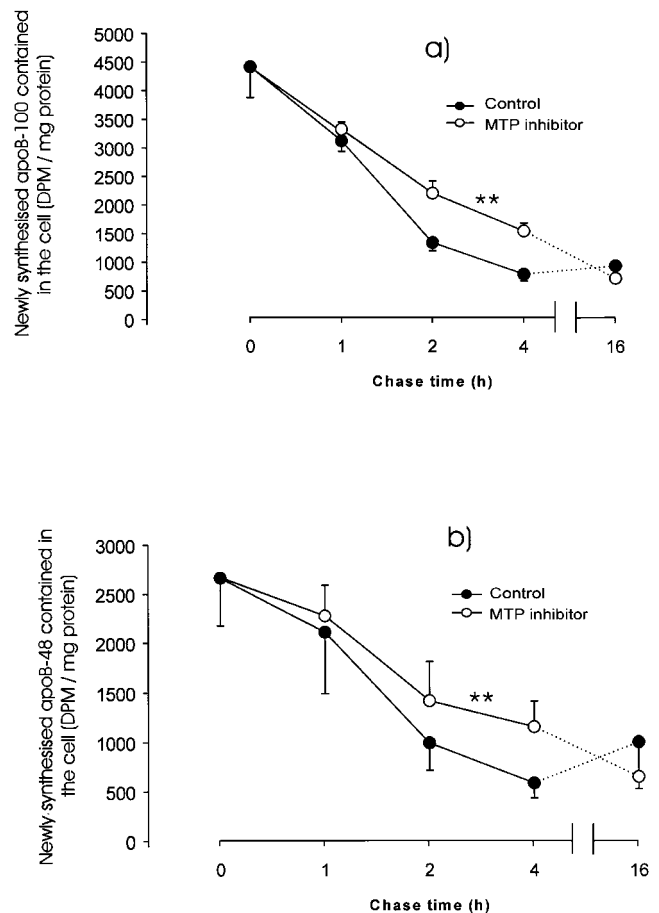 a)
Newly synthesised apoB-100 contained
in the cell (DPM / mg protein)
5000
4500
4000
3500
3000
2500
2000
1500
1000
500
0
Control
MTP inhibitor
**
0 1 2 4 16
Chase time (h)
b)
Newly synthesised apoB-48 contained in
the cell (DPM / mg protein)
3000
2500
2000
1500
1000
500
0
Control
MTP inhibitor
**
0 1 2 4 16
Chase time (h)